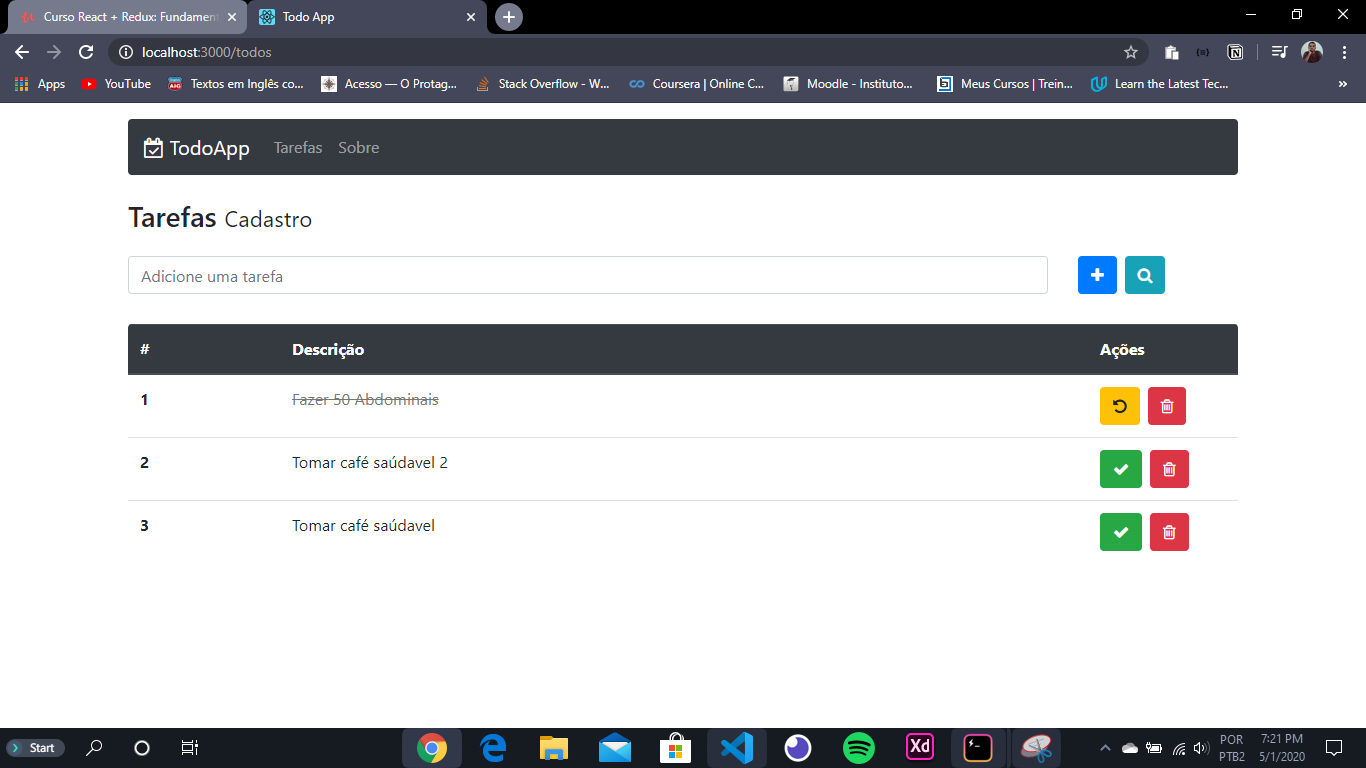 Curso React + Redux: Fundament
Todo App
localhost:3000/todos
Apps
YouTube
Textos em Inglês co...
Acesso — O Protag...
Stack Overflow - W...
Coursera | Online C...
Moodle - Instituto...
Meus Cursos | Trein...
Learn the Latest Tec...
»
TodoApp
Tarefas
Sobre
Tarefas Cadastro
Adicione uma tarefa
# Descrição Ações
1 Fazer 50 Abdominais
2 Tomar café saúdavel 2
3 Tomar café saúdavel
Start
Xd
POR
PTB2
7:21 PM
5/1/2020